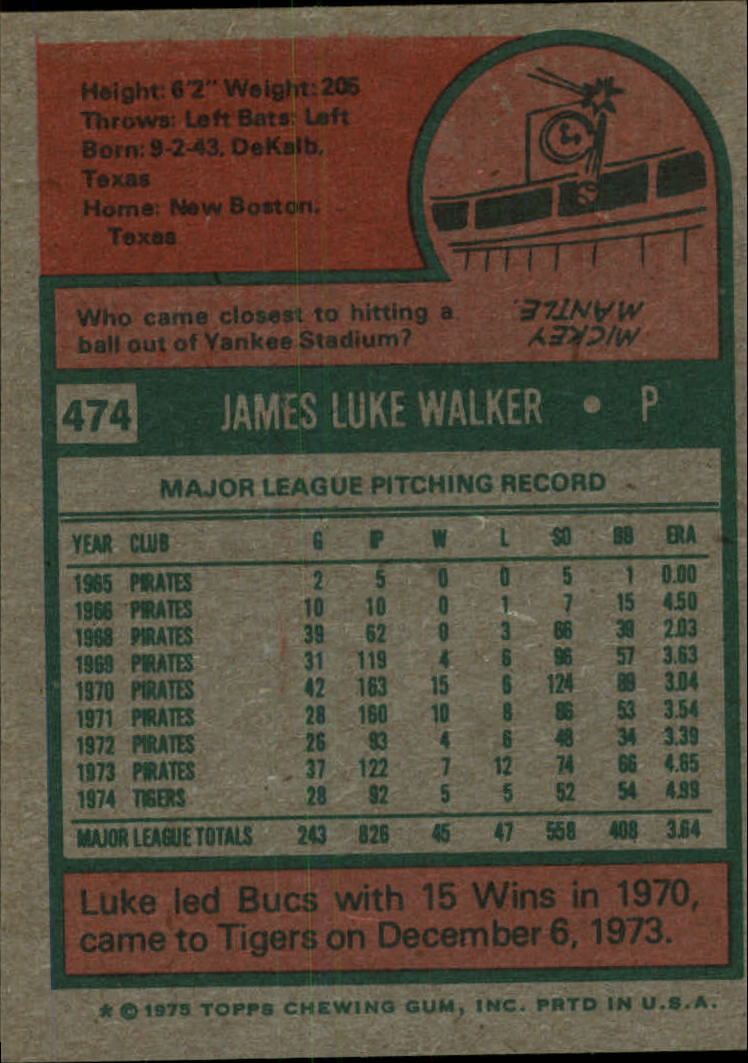 Height: 6'2" Weight: 205
Throws: Left Bats: Left
Born: 9-2-43, DeKalb,
Texas
Home: New Boston,
Texas
Who came closest to hitting a
ball out of Yankee Stadium?
MICKEY
MANTLE.
474 JAMES LUKE WALKER • P
MAJOR LEAGUE PITCHING RECORD
YEAR CLUB G IP W L SO BB ERA
1965 PIRATES 2 5 0 0 5 1 0.00
1966 PIRATES 10 10 0 1 7 15 4.50
1968 PIRATES 39 62 0 3 66 39 2.03
1969 PIRATES 31 119 4 6 96 57 3.63
1970 PIRATES 42 163 15 6 124 89 3.04
1971 PIRATES 28 160 10 8 86 53 3.54
1972 PIRATES 26 93 4 6 48 34 3.39
1973 PIRATES 37 122 7 12 74 66 4.65
1974 TIGERS 28 92 5 5 52 54 4.99
MAJOR LEAGUE TOTALS 243 826 45 47 558 408 3.64
Luke led Bucs with 15 Wins in 1970,
came to Tigers on December 6, 1973.
* © 1975 TOPPS CHEWING GUM, INC. PRTD IN U.S.A.